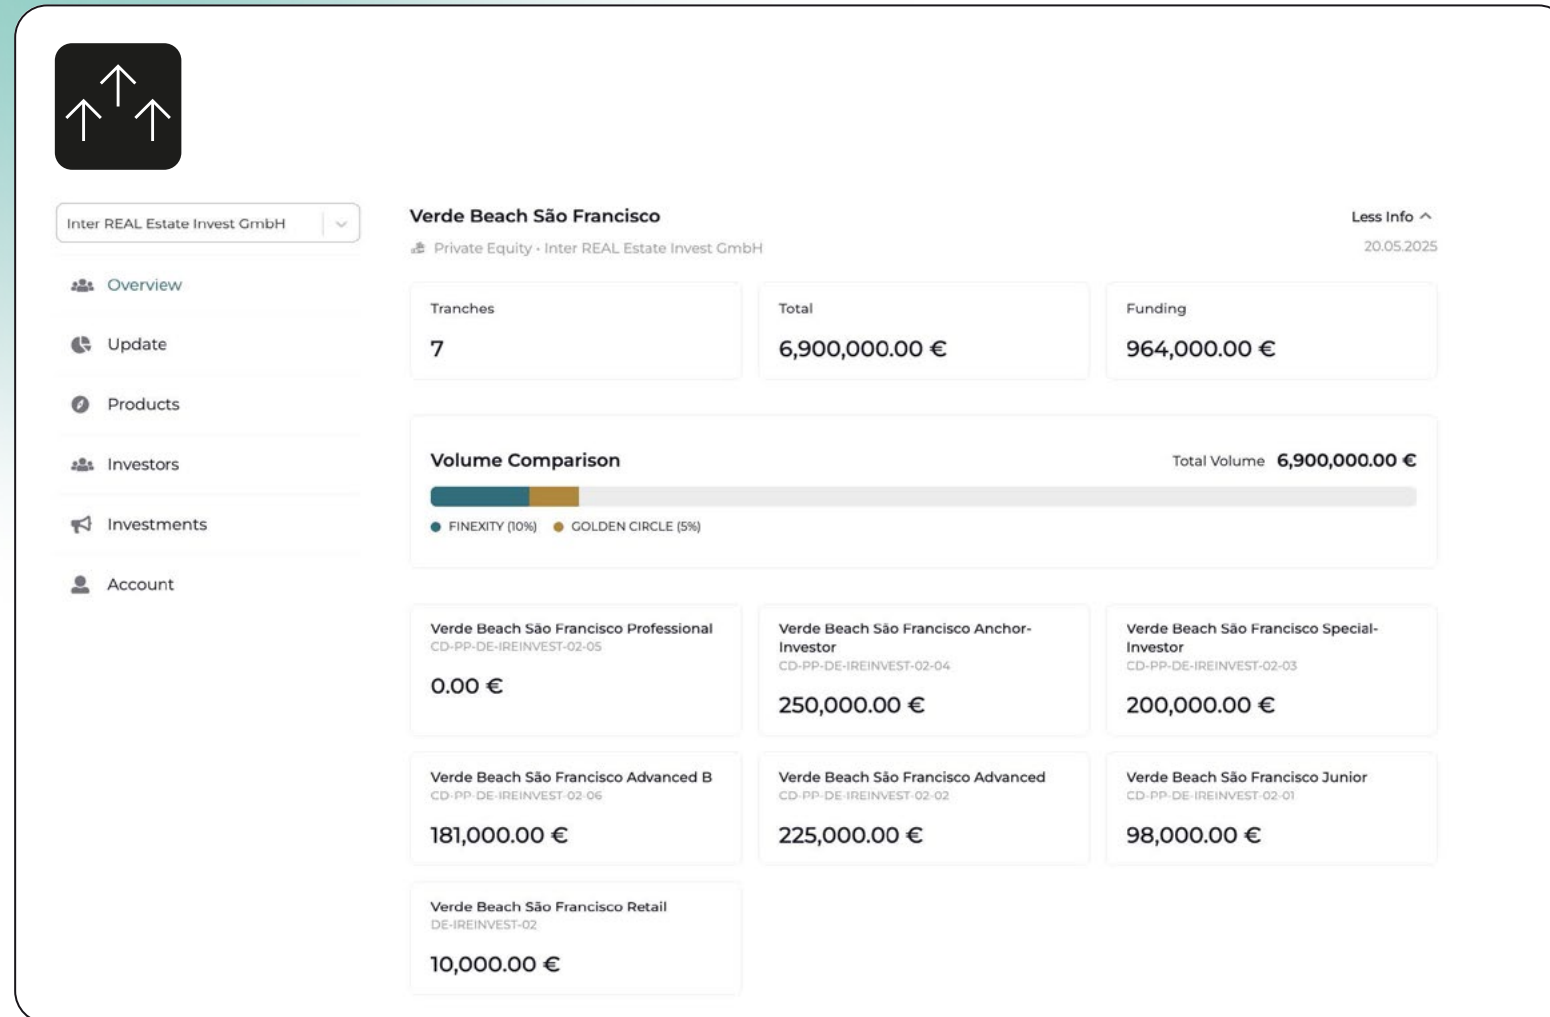 Inter REAL Estate Invest GmbH
Overview
Update
Products
Investors
Investments
Account
Verde Beach São Francisco
Less Info
Private Equity • Inter REAL Estate Invest GmbH
20.05.2025
Tranches
7
Total
6,900,000.00 €
Funding
964,000.00 €
Volume Comparison
Total Volume 6,900,000.00 €
FINEXITY (10%)
GOLDEN CIRCLE (5%)
Verde Beach São Francisco Professional
CD-PP-DE-IREINVEST-02-05
0.00 €
Verde Beach São Francisco Anchor-
Investor
CD-PP-DE-IREINVEST-02-04
250,000.00 €
Verde Beach São Francisco Special-
Investor
CD-PP-DE-IREINVEST-02-03
200,000.00 €
Verde Beach São Francisco Advanced B
CD-PP-DE-IREINVEST-02-06
181,000.00 €
Verde Beach São Francisco Advanced
CD-PP-DE-IREINVEST-02-02
225,000.00 €
Verde Beach São Francisco Junior
CD-PP-DE-IREINVEST-02-01
98,000.00 €
Verde Beach São Francisco Retail
DE-IREINVEST-02
10,000.00 €